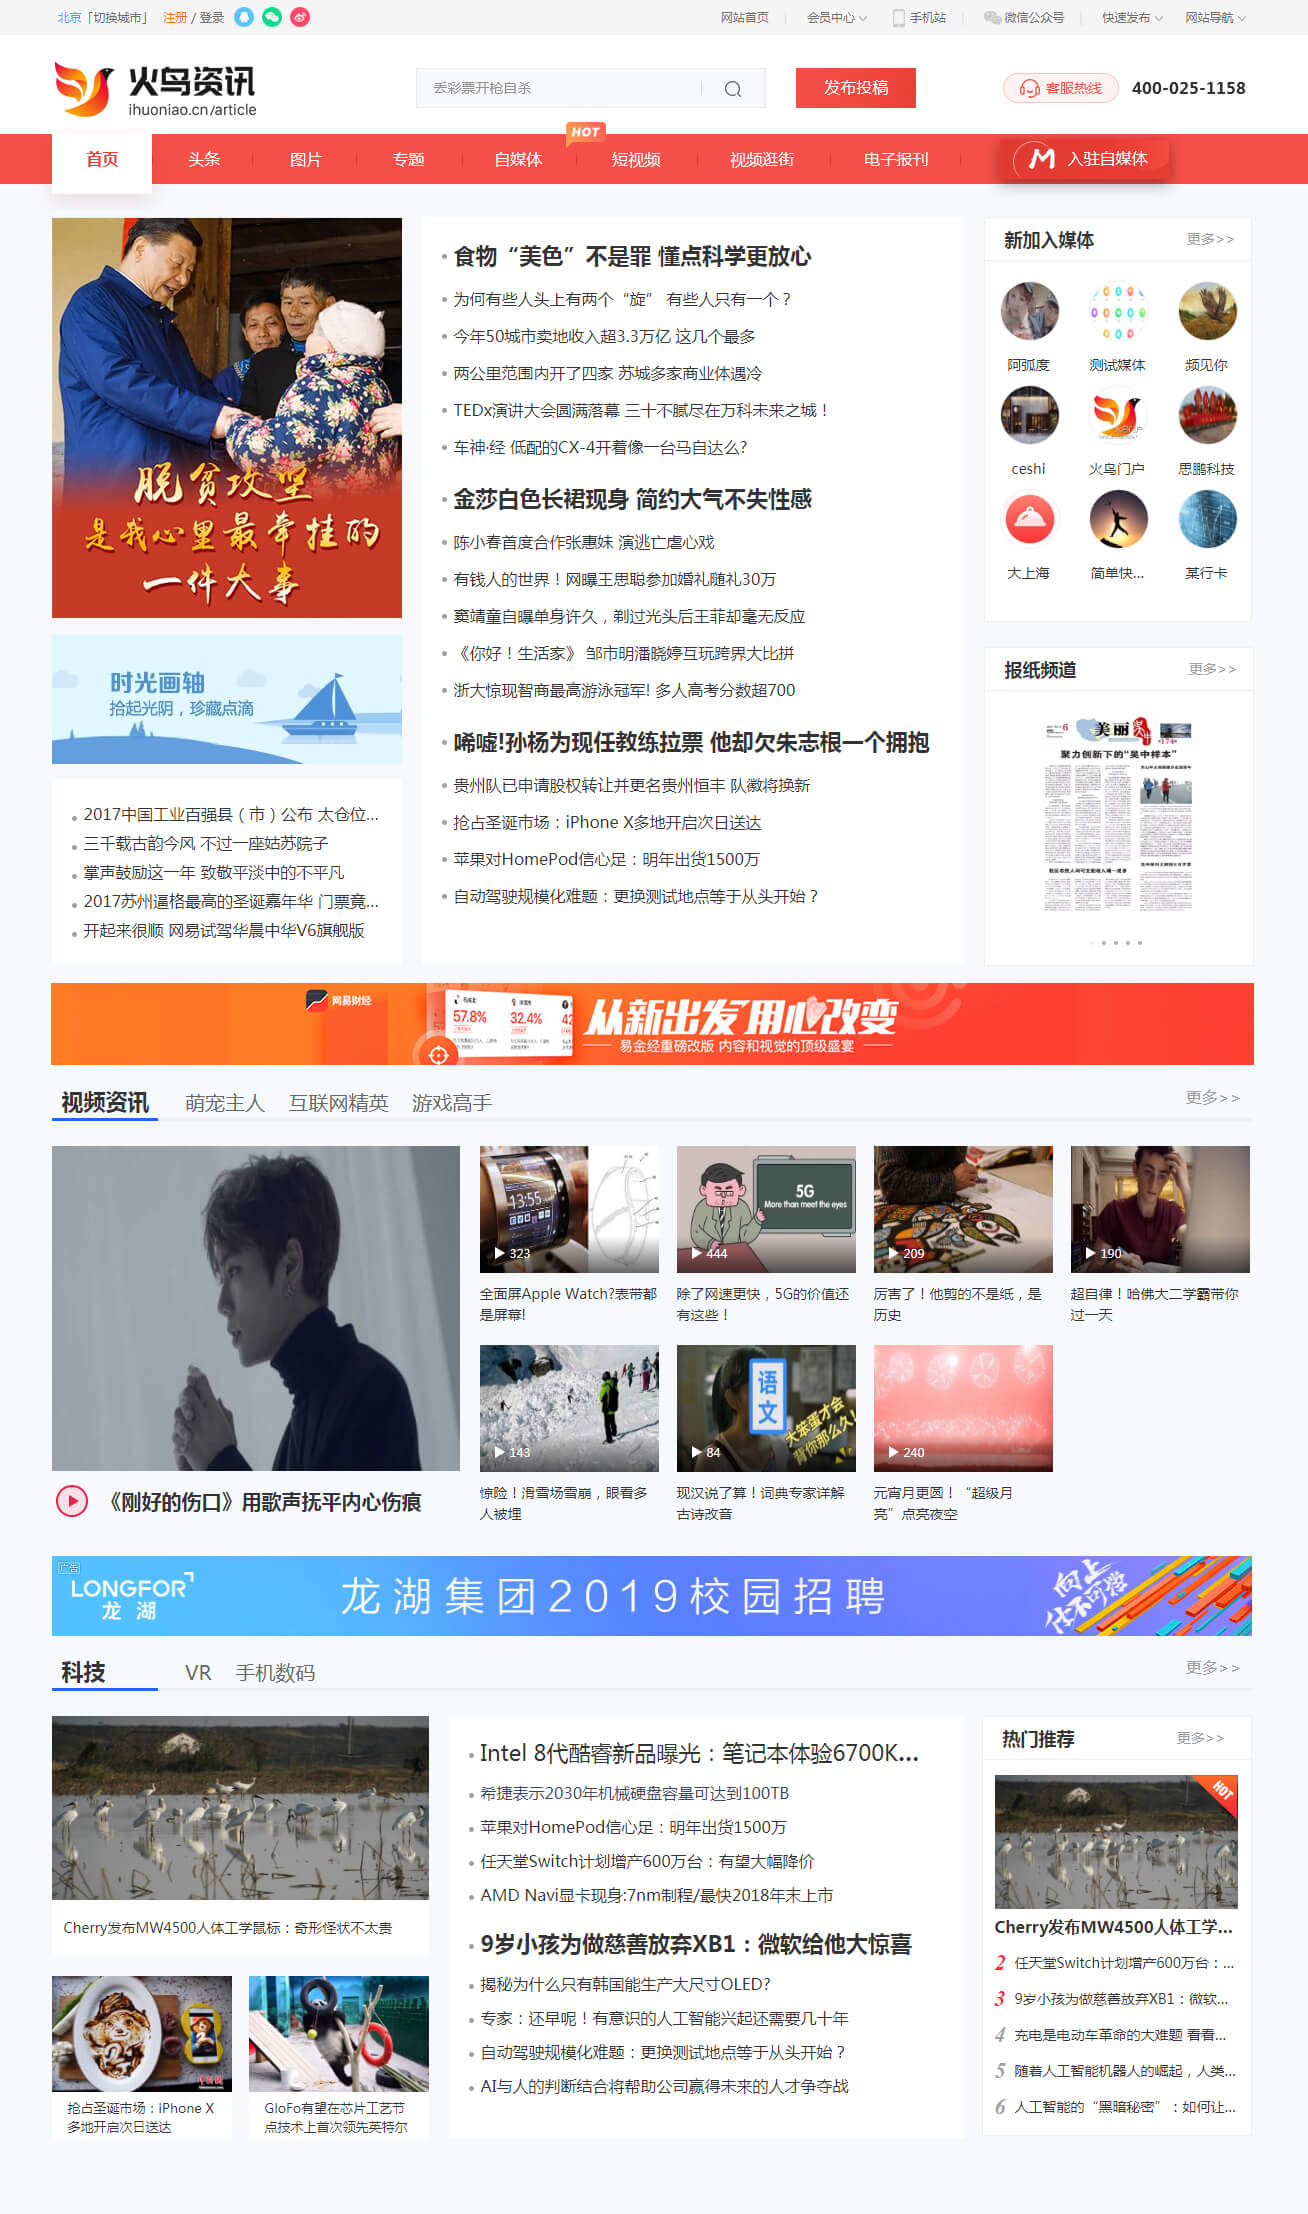 北京「切换城市」 注册 / 登录
网站首页 会员中心 手机站 微信公众号 快速发布 网站导航
火鸟资讯
ihuoniao.cn/article
丢彩票开枪自杀
发布投稿
客服热线 400-025-1158
HOT
首页 头条 图片 专题 自媒体 短视频 视频逛街 电子报刊 入驻自媒体
脱贫攻坚
是我心里最牵挂的
一件大事
时光画轴
拾起光阴，珍藏点滴
2017中国工业百强县（市）公布 太仓位...
三千载古韵今风 不过一座姑苏院子
掌声鼓励这一年 致敬平淡中的不平凡
2017苏州逼格最高的圣诞嘉年华 门票竟...
开起来很顺 网易试驾华晨中华V6旗舰版
食物“美色”不是罪 懂点科学更放心
为何有些人头上有两个“旋” 有些人只有一个？
今年50城市卖地收入超3.3万亿 这几个最多
两公里范围内开了四家 苏城多家商业体遇冷
TEDx演讲大会圆满落幕 三十不腻尽在万科未来之城！
车神·经 低配的CX-4开着像一台马自达么?
金莎白色长裙现身 简约大气不失性感
陈小春首度合作张惠妹 演逃亡虐心戏
有钱人的世界！网曝王思聪参加婚礼随礼30万
窦靖童自曝单身许久，剃过光头后王菲却毫无反应
《你好！生活家》 邹市明潘晓婷互玩跨界大比拼
浙大惊现智商最高游泳冠军! 多人高考分数超700
唏嘘!孙杨为现任教练拉票 他却欠朱志根一个拥抱
贵州队已申请股权转让并更名贵州恒丰 队徽将换新
抢占圣诞市场：iPhone X多地开启次日送达
苹果对HomePod信心足：明年出货1500万
自动驾驶规模化难题：更换测试地点等于从头开始？
新加入媒体 更多>>
阿弧度 测试媒体 频见你
ceshi 火鸟门户 思鹏科技
大上海 简单快... 某行卡
报纸频道 更多>>
6 美丽
聚力创新下的“吴中样本”
网易财经
57.8% 32.4% 42
从新出发 用心改变
易金经重磅改版 内容和视觉的顶级盛宴
视频资讯 萌宠主人 互联网精英 游戏高手 更多>>
《刚好的伤口》用歌声抚平内心伤痕
13:55
323
全面屏Apple Watch?表带都
是屏幕!
5G
More than meet the eyes
444
除了网速更快，5G的价值还
有这些！
209
厉害了！他剪的不是纸，是
历史
190
超自律！哈佛大二学霸带你
过一天
143
惊险！滑雪场雪崩，眼看多
人被埋
语文
大笨蛋才会
背你那么久!
84
现汉说了算！词典专家详解
古诗改音
240
元宵月更圆！“超级月
亮”点亮夜空
广告
LONGFOR
龙湖
龙湖集团2019校园招聘
科技 VR 手机数码 更多>>
Cherry发布MW4500人体工学鼠标：奇形怪状不太贵
抢占圣诞市场：iPhone X
多地开启次日送达
GloFo有望在芯片工艺节
点技术上首次领先英特尔
Intel 8代酷睿新品曝光：笔记本体验6700K...
希捷表示2030年机械硬盘容量可达到100TB
苹果对HomePod信心足：明年出货1500万
任天堂Switch计划增产600万台：有望大幅降价
AMD Navi显卡现身:7nm制程/最快2018年末上市
9岁小孩为做慈善放弃XB1：微软给他大惊喜
揭秘为什么只有韩国能生产大尺寸OLED?
专家：还早呢！有意识的人工智能兴起还需要几十年
自动驾驶规模化难题：更换测试地点等于从头开始？
AI与人的判断结合将帮助公司赢得未来的人才争夺战
热门推荐 更多>>
HOT
Cherry发布MW4500人体工学...
2 任天堂Switch计划增产600万台：...
3 9岁小孩为做慈善放弃XB1：微软...
4 充电是电动车革命的大难题 看看...
5 随着人工智能机器人的崛起，人类...
6 人工智能的“黑暗秘密”：如何让...